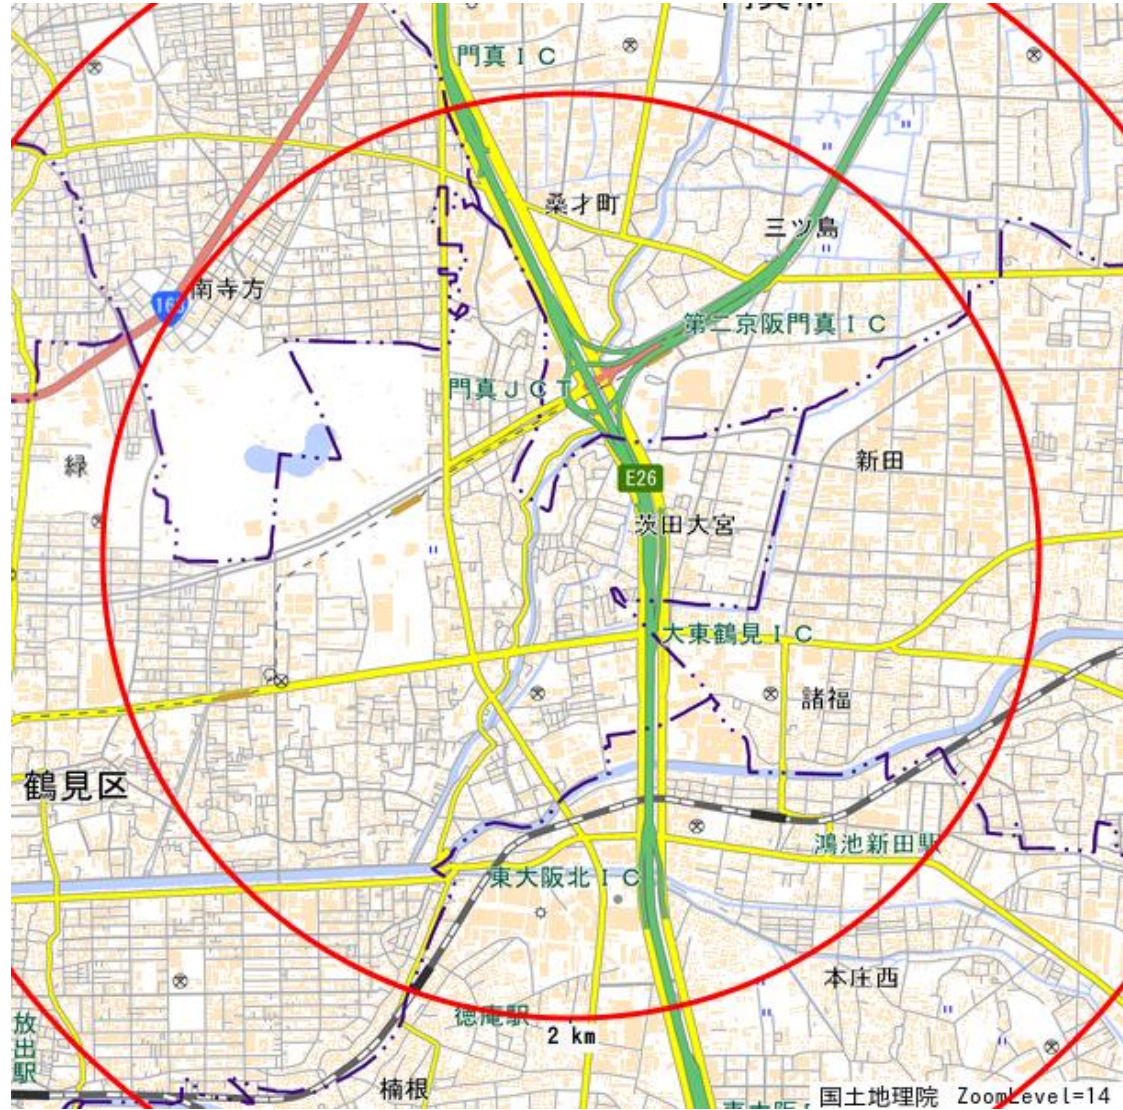 門真ＩＣ
桑才町
三ツ島
南寺方
第二京阪門真ＩＣ
門真ＪＣＴ
緑
新田
E26
茨田大宮
大東鶴見ＩＣ
諸福
鶴見区
鴻池新田駅
東大阪北ＩＣ
本庄西
徳庵駅
放出駅
2 km
楠根
国土地理院 ZoomLevel=14